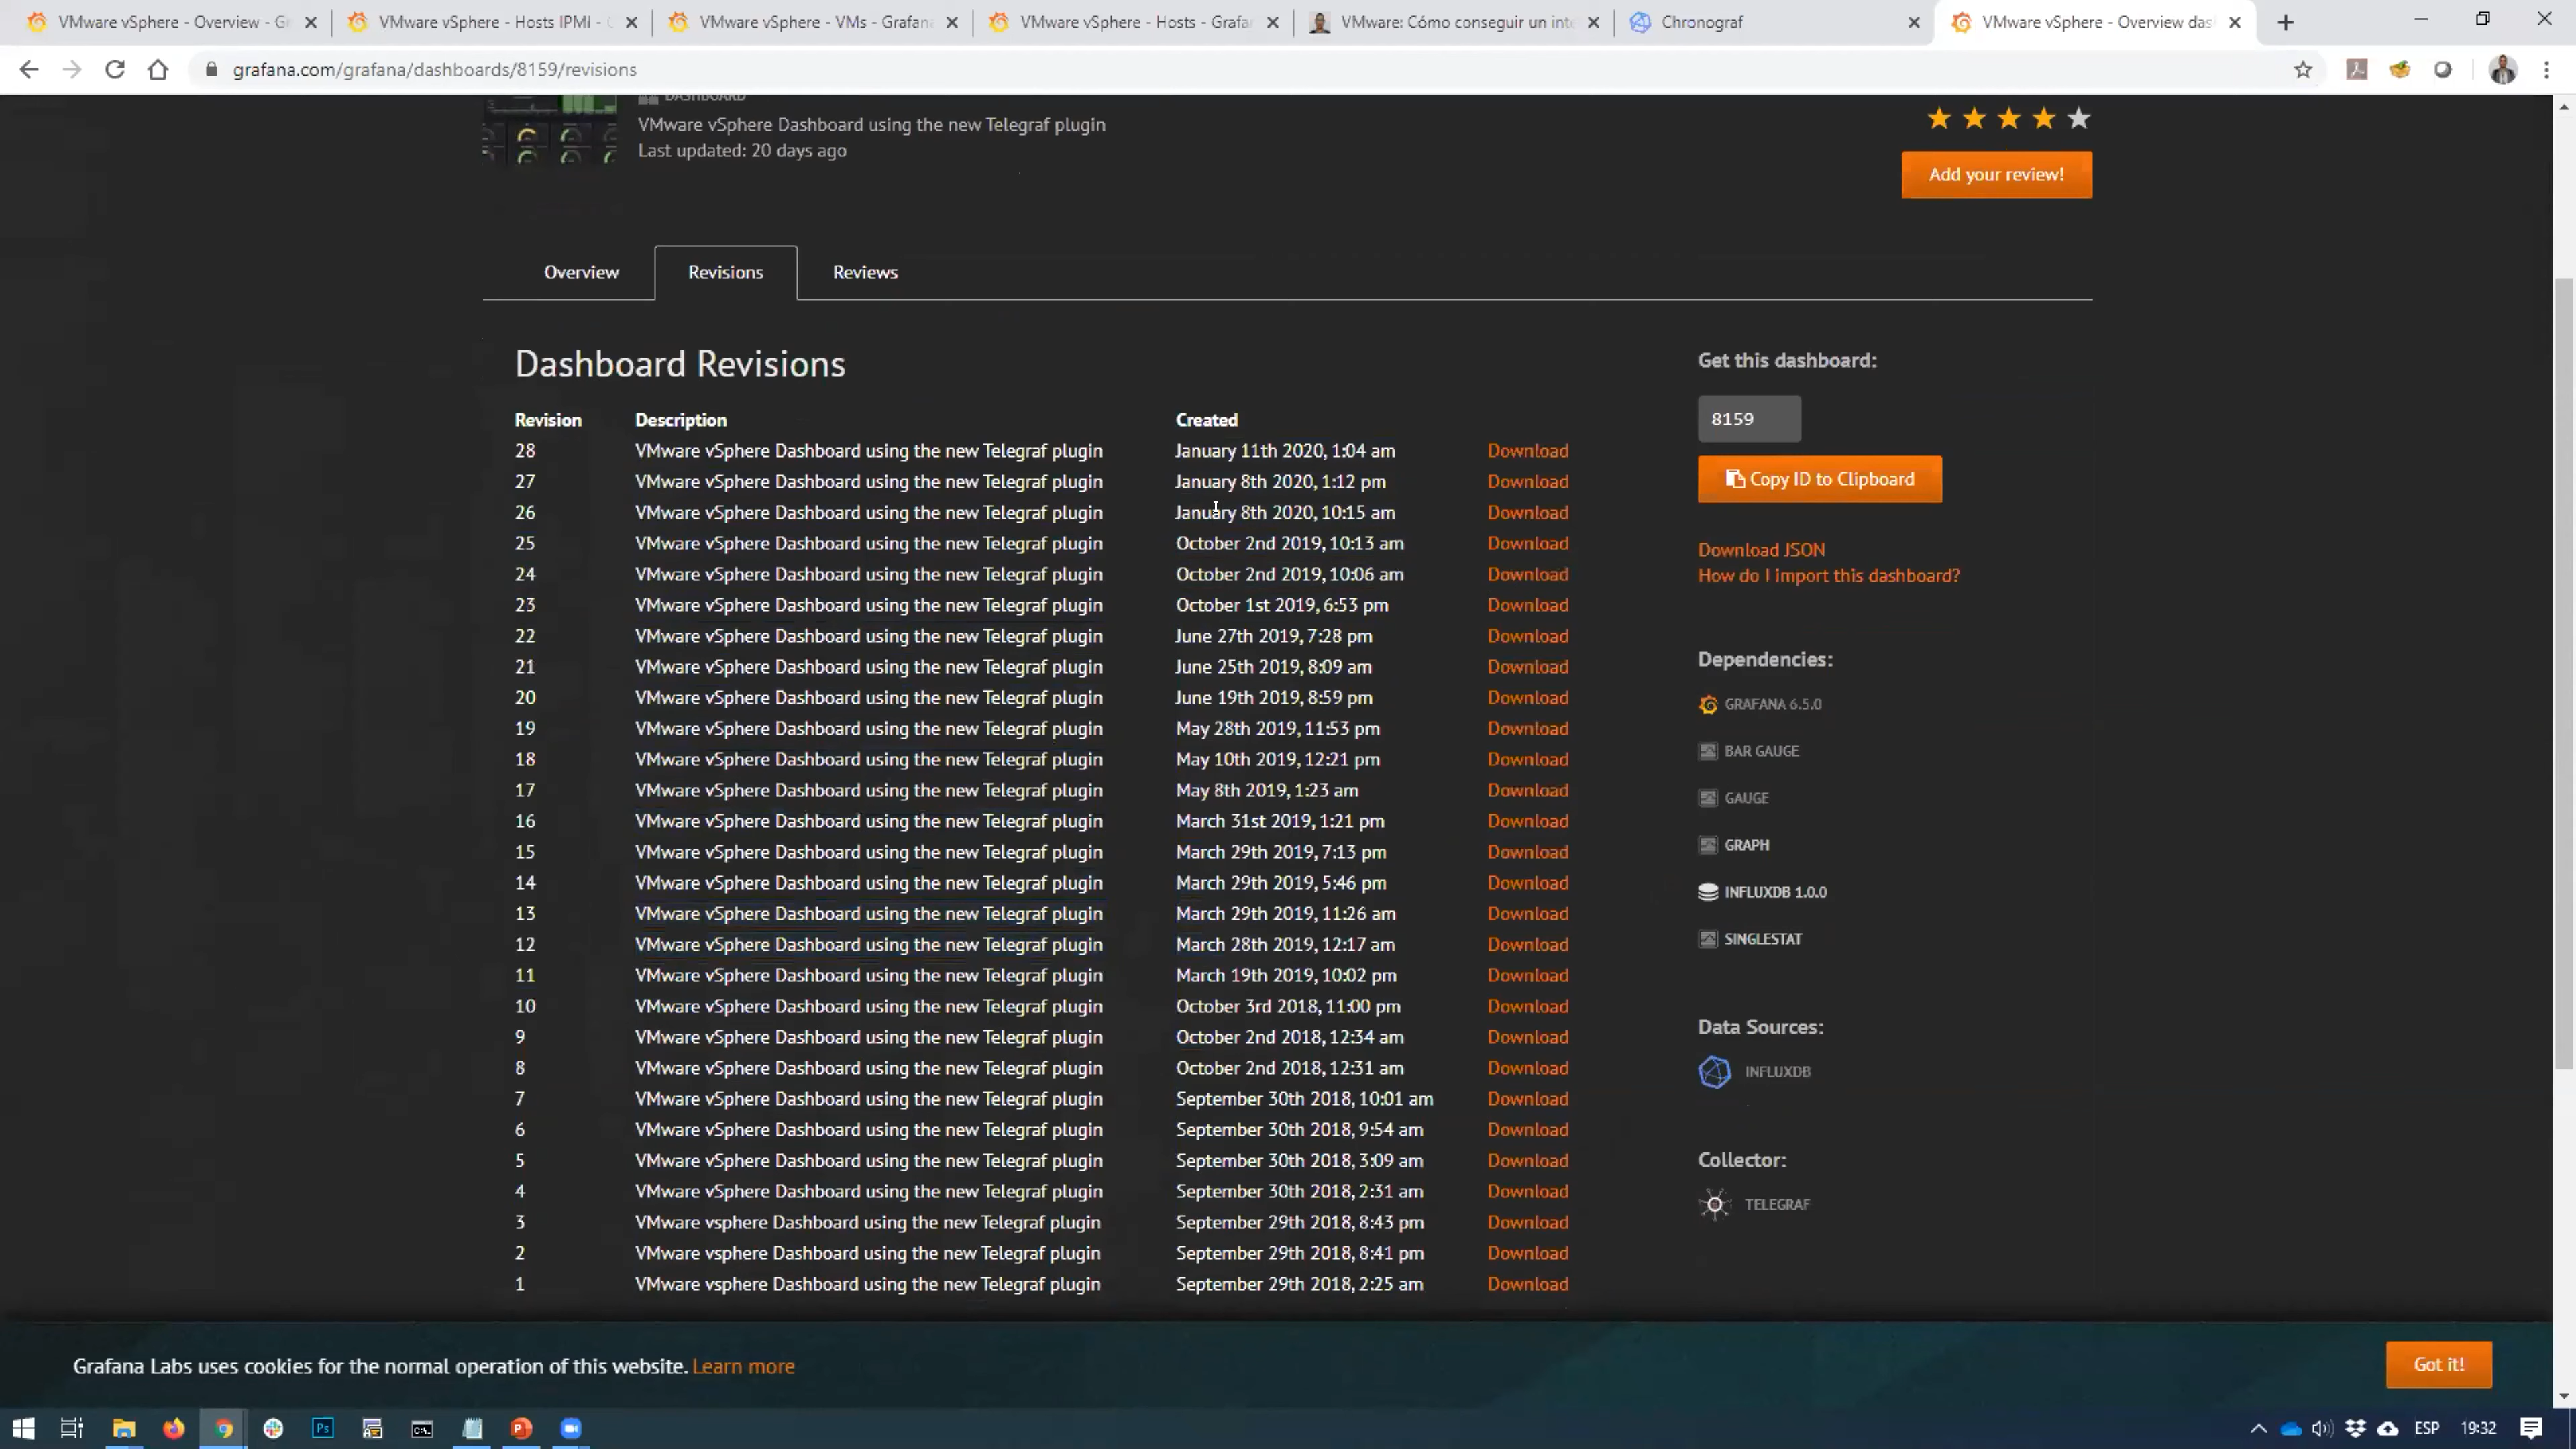 VMware vSphere - Overview - G
VMware vSphere - Hosts IPMI -
VMware vSphere - VMs - Grafana
VMware vSphere - Hosts - Grafan
VMware: Cómo conseguir un inte
Chronograf
VMware vSphere - Overview das
grafana.com/grafana/dashboards/8159/revisions
DASHBOARD
VMware vSphere Dashboard using the new Telegraf plugin
Last updated: 20 days ago
Add your review!
Overview
Revisions
Reviews
Dashboard Revisions
Revision Description Created
28 VMware vSphere Dashboard using the new Telegraf plugin January 11th 2020, 1:04 am Download
27 VMware vSphere Dashboard using the new Telegraf plugin January 8th 2020, 1:12 pm Download
26 VMware vSphere Dashboard using the new Telegraf plugin January 8th 2020, 10:15 am Download
25 VMware vSphere Dashboard using the new Telegraf plugin October 2nd 2019, 10:13 am Download
24 VMware vSphere Dashboard using the new Telegraf plugin October 2nd 2019, 10:06 am Download
23 VMware vSphere Dashboard using the new Telegraf plugin October 1st 2019, 6:53 pm Download
22 VMware vSphere Dashboard using the new Telegraf plugin June 27th 2019, 7:28 pm Download
21 VMware vSphere Dashboard using the new Telegraf plugin June 25th 2019, 8:09 am Download
20 VMware vSphere Dashboard using the new Telegraf plugin June 19th 2019, 8:59 pm Download
19 VMware vSphere Dashboard using the new Telegraf plugin May 28th 2019, 11:53 pm Download
18 VMware vSphere Dashboard using the new Telegraf plugin May 10th 2019, 12:21 pm Download
17 VMware vSphere Dashboard using the new Telegraf plugin May 8th 2019, 1:23 am Download
16 VMware vSphere Dashboard using the new Telegraf plugin March 31st 2019, 1:21 pm Download
15 VMware vSphere Dashboard using the new Telegraf plugin March 29th 2019, 7:13 pm Download
14 VMware vSphere Dashboard using the new Telegraf plugin March 29th 2019, 5:46 pm Download
13 VMware vSphere Dashboard using the new Telegraf plugin March 29th 2019, 11:26 am Download
12 VMware vSphere Dashboard using the new Telegraf plugin March 28th 2019, 12:17 am Download
11 VMware vSphere Dashboard using the new Telegraf plugin March 19th 2019, 10:02 pm Download
10 VMware vSphere Dashboard using the new Telegraf plugin October 3rd 2018, 11:00 pm Download
9 VMware vSphere Dashboard using the new Telegraf plugin October 2nd 2018, 12:34 am Download
8 VMware vSphere Dashboard using the new Telegraf plugin October 2nd 2018, 12:31 am Download
7 VMware vSphere Dashboard using the new Telegraf plugin September 30th 2018, 10:01 am Download
6 VMware vSphere Dashboard using the new Telegraf plugin September 30th 2018, 9:54 am Download
5 VMware vSphere Dashboard using the new Telegraf plugin September 30th 2018, 3:09 am Download
4 VMware vSphere Dashboard using the new Telegraf plugin September 30th 2018, 2:31 am Download
3 VMware vsphere Dashboard using the new Telegraf plugin September 29th 2018, 8:43 pm Download
2 VMware vsphere Dashboard using the new Telegraf plugin September 29th 2018, 8:41 pm Download
1 VMware vsphere Dashboard using the new Telegraf plugin September 29th 2018, 2:25 am Download
Get this dashboard:
8159
Copy ID to Clipboard
Download JSON
How do I import this dashboard?
Dependencies:
GRAFANA 6.5.0
BAR GAUGE
GAUGE
GRAPH
INFLUXDB 1.0.0
SINGLESTAT
Data Sources:
INFLUXDB
Collector:
TELEGRAF
Grafana Labs uses cookies for the normal operation of this website. Learn more
Got it!
Ps
C:\.
P
ESP
19:32